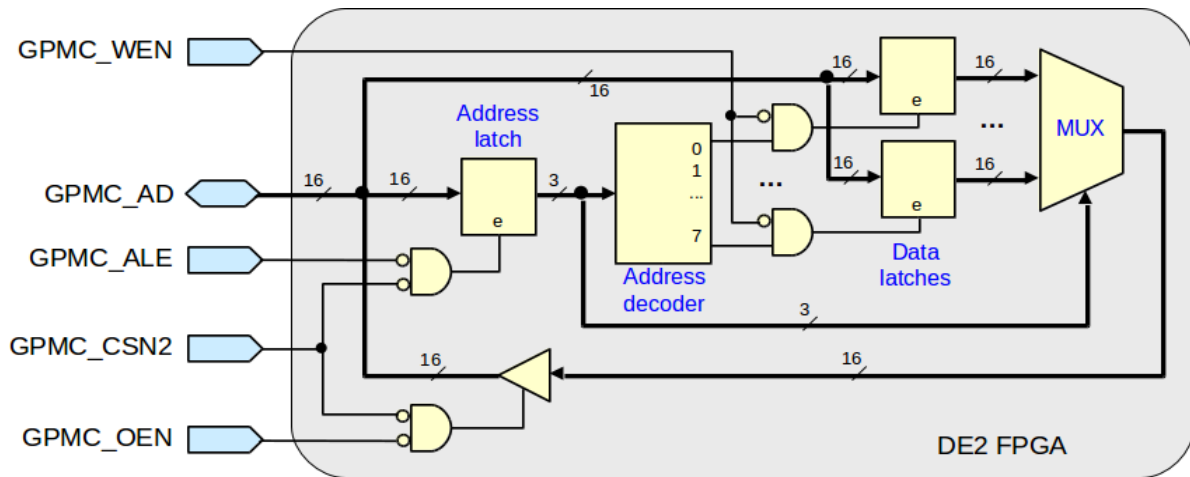 GPMC_WEN
GPMC_AD
GPMC_ALE
GPMC_CSN2
GPMC_OEN
16
16
16
Address
latch
e
3
0
1
...
7
Address
decoder
...
16
16
e
e
16
16
...
Data
latches
MUX
3
16
16
DE2 FPGA